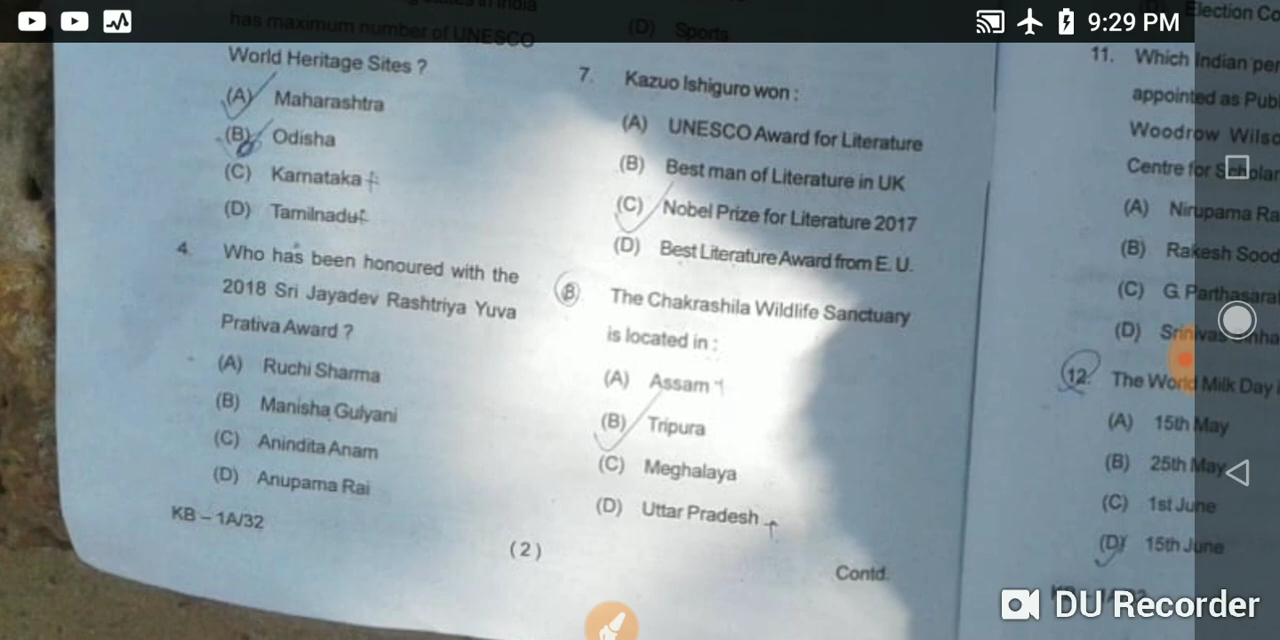 9:29 PM
has maximum number of UNESCO
World Heritage Sites ?
(A) Maharashtra
(B) Odisha
(C) Karnataka
(D) Tamilnadu
4. Who has been honoured with the
2018 Sri Jayadev Rashtriya Yuva
Prativa Award ?
(A) Ruchi Sharma
(B) Manisha Gulyani
(C) Anindita Anam
(D) Anupama Rai
KB – 1A/32
(D) Sports
7. Kazuo Ishiguro won :
(A) UNESCO Award for Literature
(B) Best man of Literature in UK
(C) Nobel Prize for Literature 2017
(D) Best Literature Award from E. U.
8. The Chakrashila Wildlife Sanctuary
is located in :
(A) Assam
(B) Tripura
(C) Meghalaya
(D) Uttar Pradesh
(2)
Contd.
Election Co
11. Which Indian per
appointed as Pub
Woodrow Wilso
Centre for Scholar
(A) Nirupama Ra
(B) Rakesh Sood
(C) G. Parthasara
(D)
12. The World Milk Day
(A) 15th May
(B) 25th May
(C) 1st June
(D) 15th June
DU Recorder